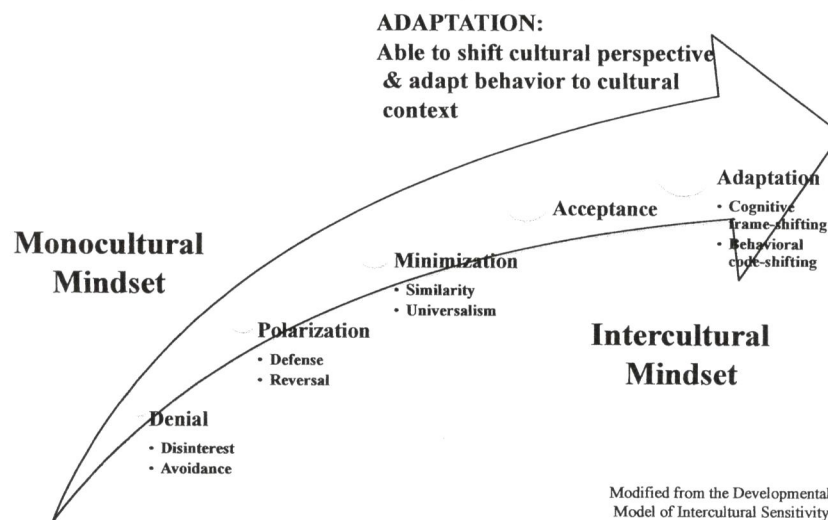 ADAPTATION:
Able to shift cultural perspective
& adapt behavior to cultural
context
Adaptation
• Cognitive
frame-shifting
• Behavioral
code-shifting
Acceptance
Monocultural
Mindset
Minimization
• Similarity
• Universalism
Polarization
• Defense
• Reversal
Intercultural
Mindset
Denial
• Disinterest
• Avoidance
Modified from the Developmental
Model of Intercultural Sensitivity